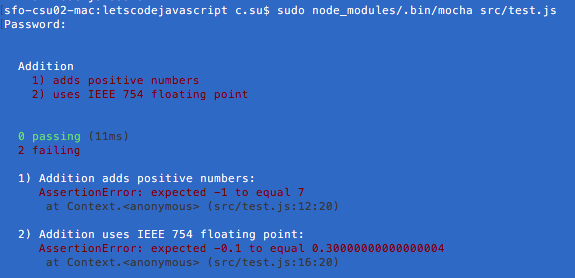 sfo-csu02-mac:letscodejavascript c.su$ sudo node_modules/.bin/mocha src/test.js
Password:
Addition
1) adds positive numbers
2) uses IEEE 754 floating point
0 passing (11ms)
2 failing
1) Addition adds positive numbers:
AssertionError: expected -1 to equal 7
at Context.<anonymous> (src/test.js:12:20)
2) Addition uses IEEE 754 floating point:
AssertionError: expected -0.1 to equal 0.30000000000000004
at Context.<anonymous> (src/test.js:16:20)